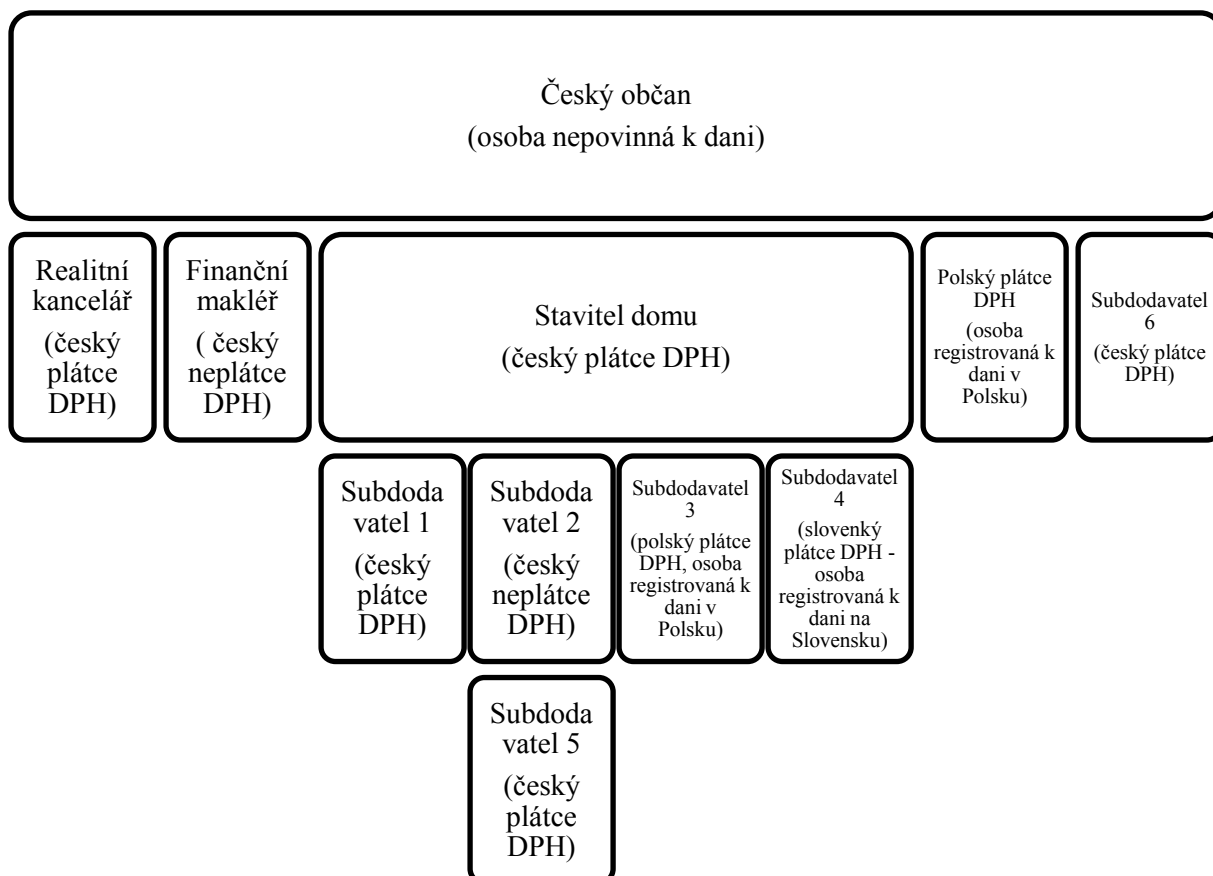 Český občan
(osoba nepovinná k dani)
Realitní
kancelář
(český
plátce
DPH)
Finanční
makléř
( český
neplátce
DPH)
Stavitel domu
(český plátce DPH)
Polský plátce
DPH
(osoba
registrovaná k
dani v
Polsku)
Subdodavatel
6
(český plátce
DPH)
Subdoda
vatel 1
(český
plátce
DPH)
Subdoda
vatel 2
(český
neplátce
DPH)
Subdodavatel
3
(polský plátce
DPH, osoba
registrovaná k
dani v
Polsku)
Subdodavatel
4
(slovenký
plátce DPH -
osoba
registrovaná k
dani na
Slovensku)
Subdoda
vatel 5
(český
plátce
DPH)